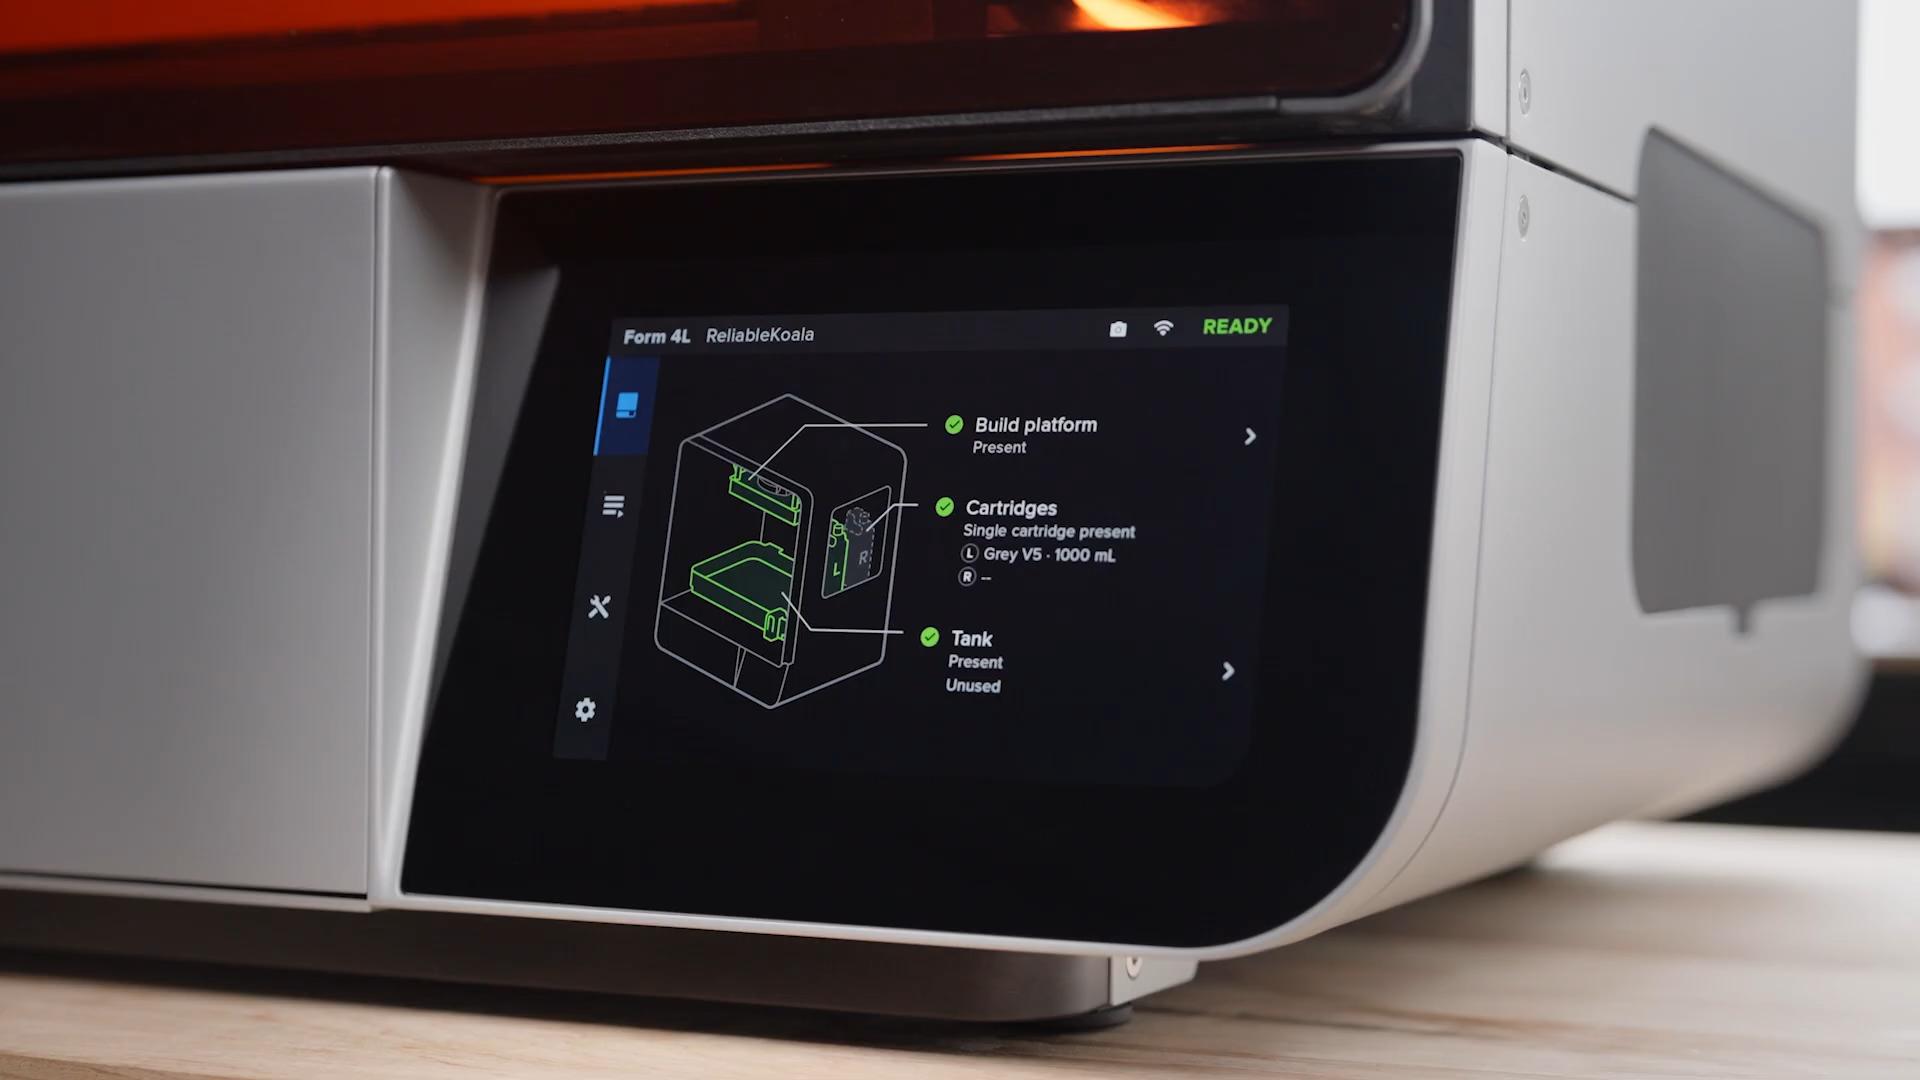 Form 4L ReliableKoala READY
Build platform
Present
Cartridges
Single cartridge present
L Grey V5 · 1000 mL
R --
L R
Tank
Present
Unused